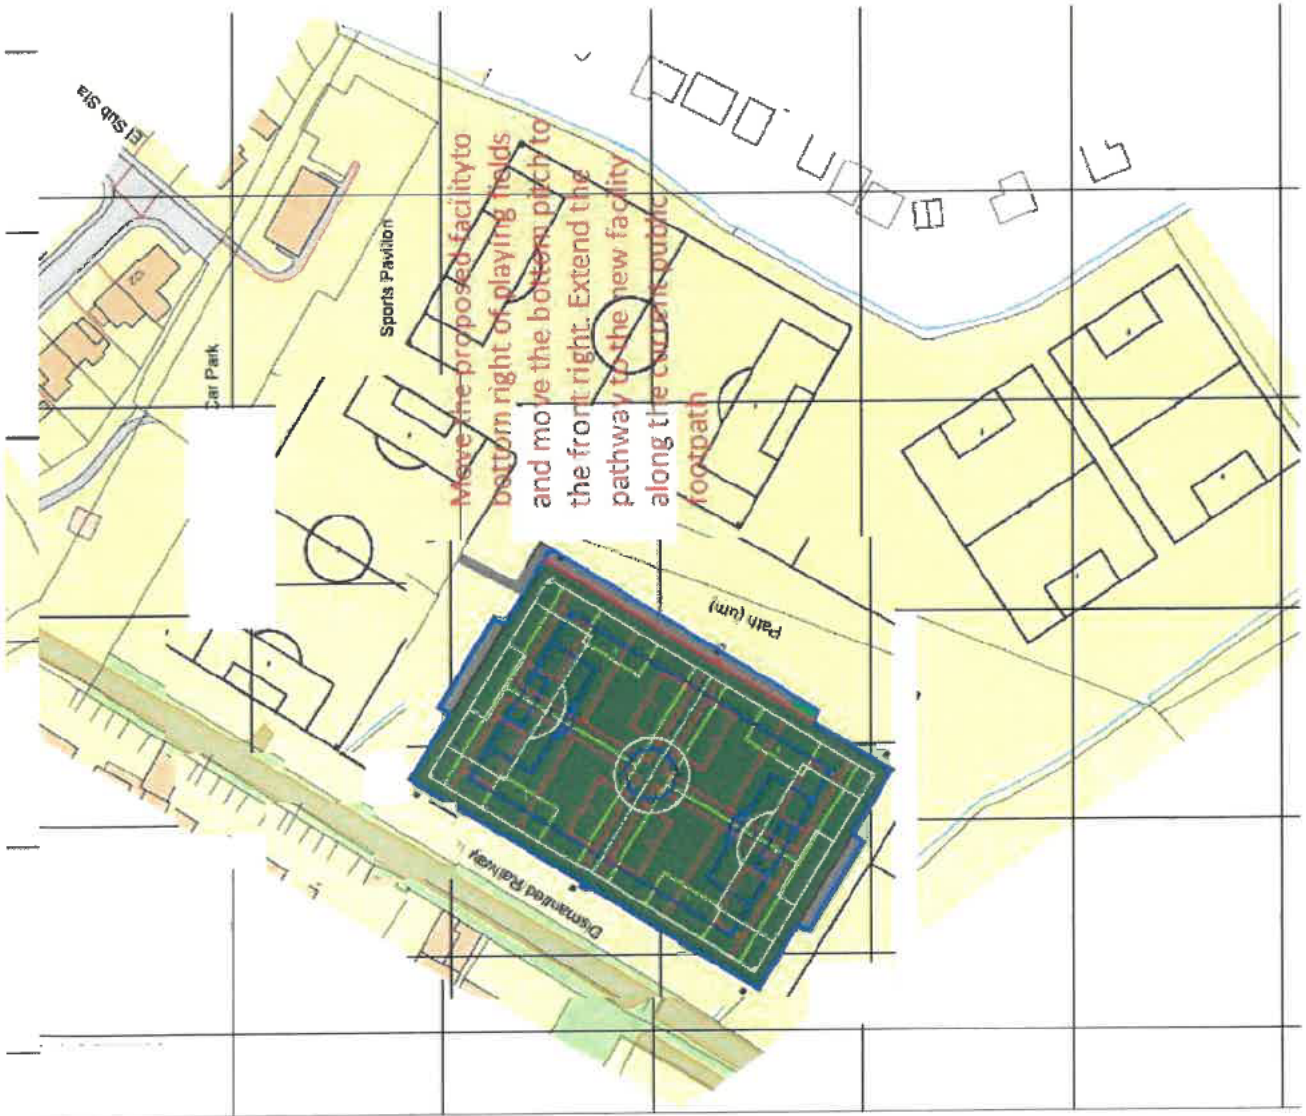 El Sub Sta
Sports Pavilion
Car Park
Move the proposed facilityto
bottom right of playing fields
and move the bottom pitch to
the front right. Extend the
pathway to the new facility
along the current public
footpath
Path (um)
Dismantled Railway